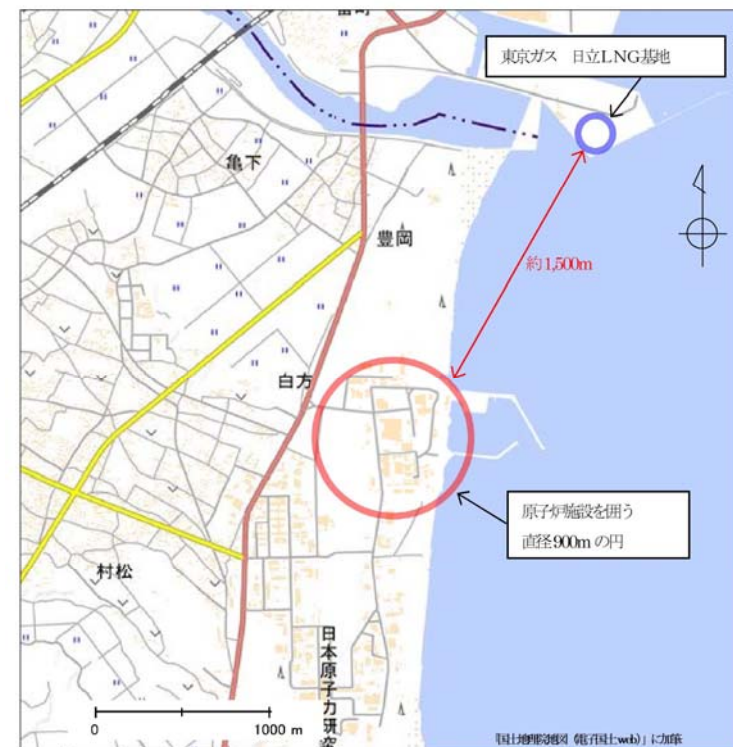 東京ガス 日立LNG基地
亀下
豊岡
約1,500m
白方
原子炉施設を囲う
直径900mの円
村松
日本原子力研究
0
1000 m
「国土地理院地図（電子国土web）」に加筆